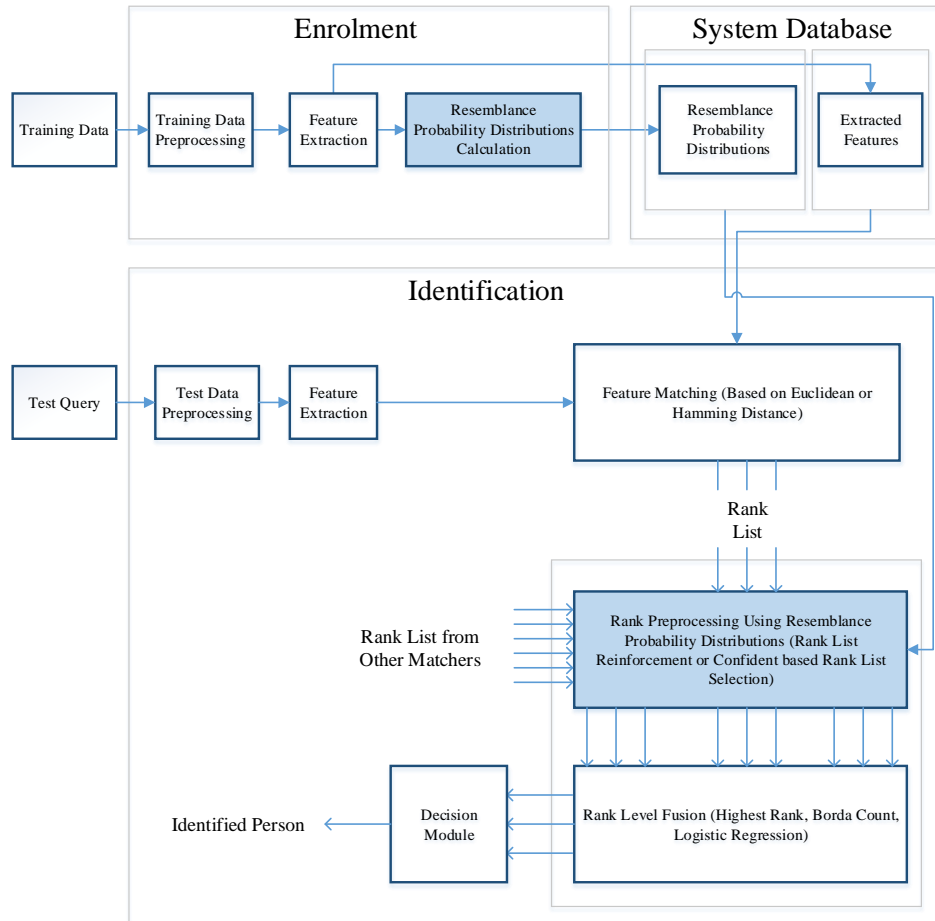 Enrolment
System Database
Training Data
Training Data
Preprocessing
Feature
Extraction
Resemblance
Probability Distributions
Calculation
Resemblance
Probability
Distributions
Extracted
Features
Identification
Test Query
Test Data
Preprocessing
Feature
Extraction
Feature Matching (Based on Euclidean or
Hamming Distance)
Rank
List
Rank List from
Other Matchers
Rank Preprocessing Using Resemblance
Probability Distributions (Rank List
Reinforcement or Confident based Rank List
Selection)
Identified Person
Decision
Module
Rank Level Fusion (Highest Rank, Borda Count,
Logistic Regression)